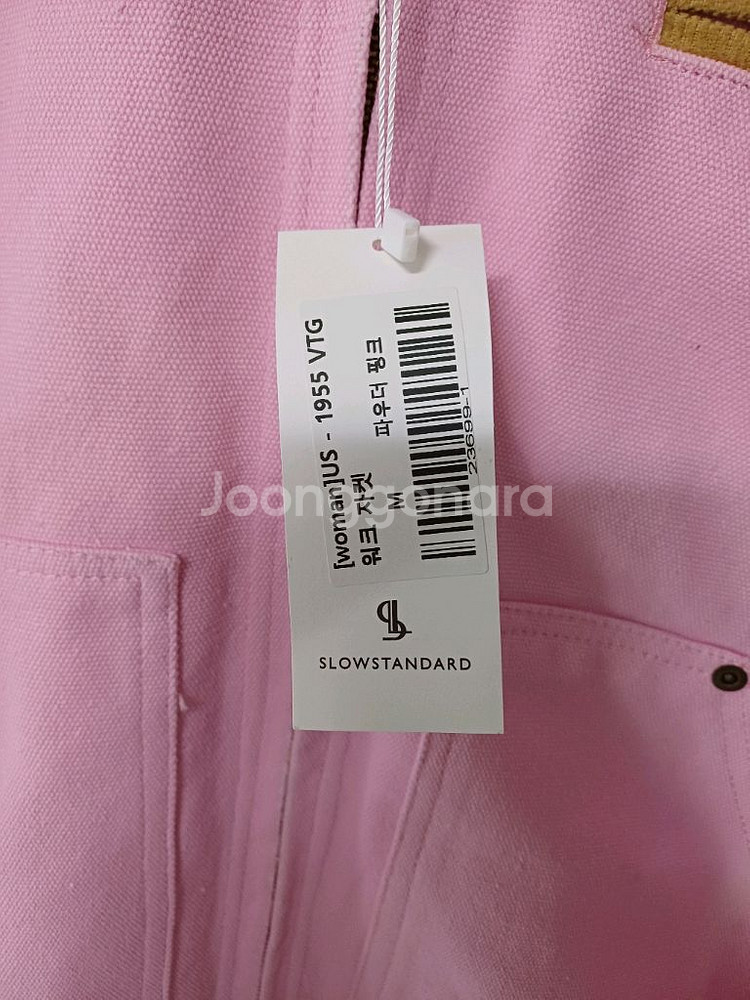 [woman]US - 1955 VTG
워크 자켓
파우더 핑크
M
23699-1
SLOWSTANDARD
Joonggonara